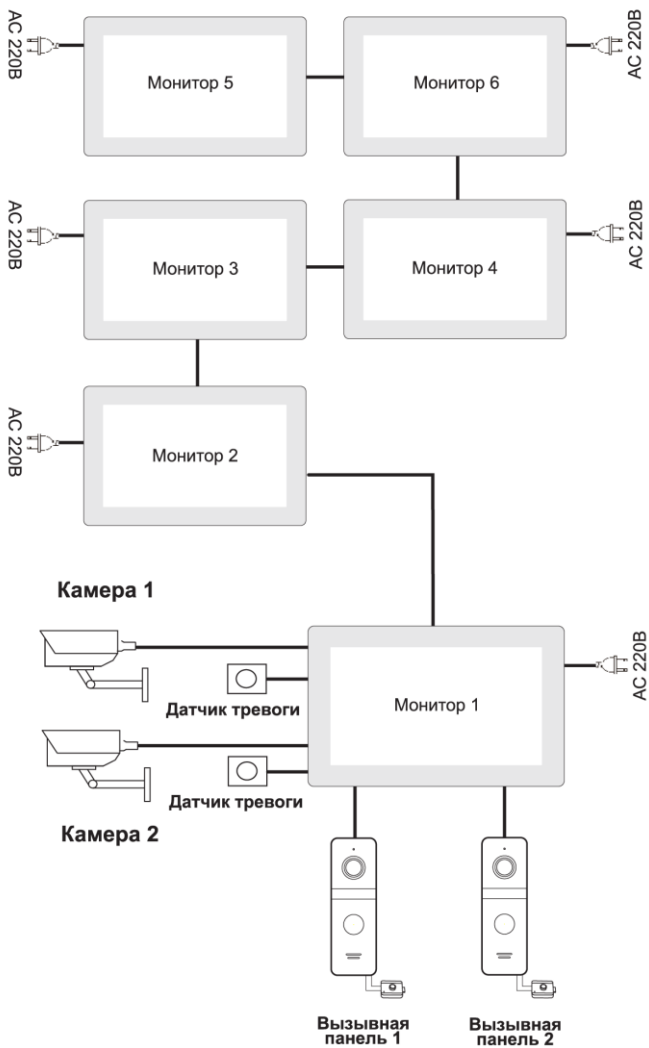 АС 220В
Монитор 5
Монитор 6
АС 220В
АС 220В
Монитор 3
Монитор 4
АС 220В
АС 220В
Монитор 2
Камера 1
Датчик тревоги
Монитор 1
АС 220В
Датчик тревоги
Камера 2
Вызывная
панель 1
Вызывная
панель 2